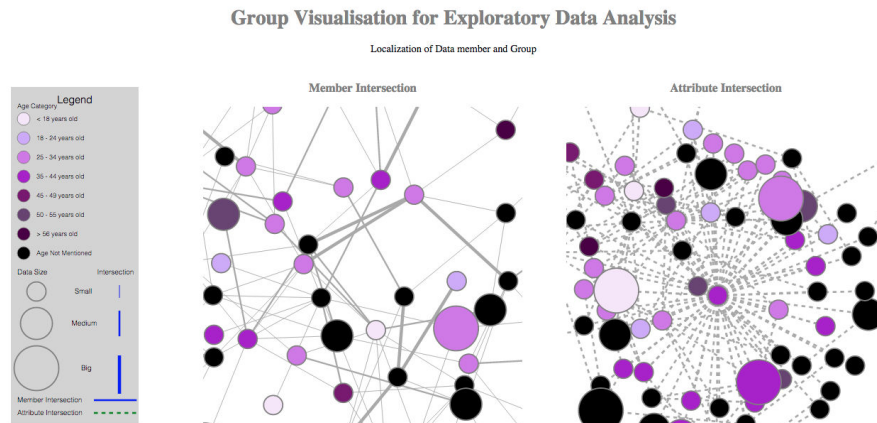 Group Visualisation for Exploratory Data Analysis
Localization of Data member and Group
Member Intersection
Attribute Intersection
Legend
Age Category
< 18 years old
18 - 24 years old
25 - 34 years old
35 - 44 years old
45 - 49 years old
50 - 55 years old
> 56 years old
Age Not Mentioned
Data Size
Intersection
Small
Medium
Big
Member Intersection
Attribute Intersection